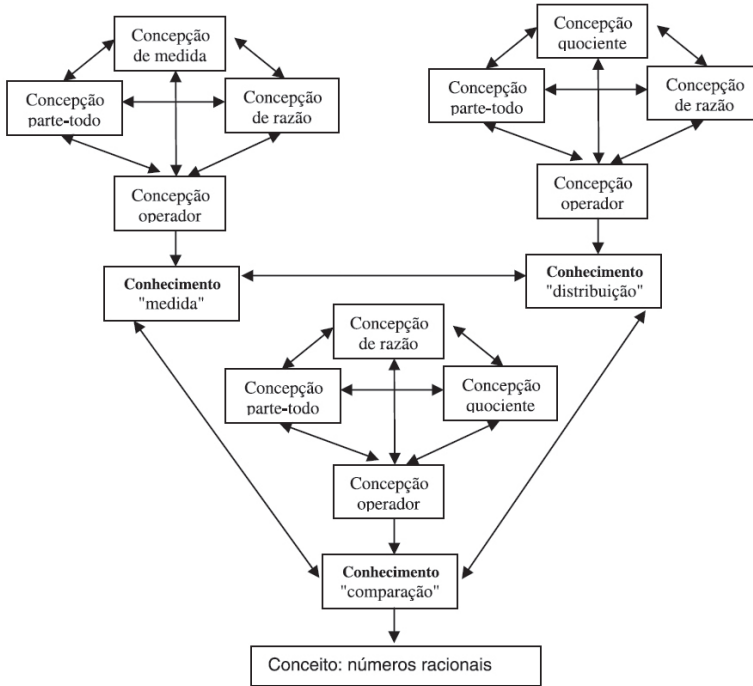 Concepção
de medida
Concepção
parte-todo
Concepção
de razão
Concepção
operador
Conhecimento
"medida"
Concepção
quociente
Concepção
parte-todo
Concepção
de razão
Concepção
operador
Conhecimento
"distribuição"
Concepção
de razão
Concepção
parte-todo
Concepção
quociente
Concepção
operador
Conhecimento
"comparação"
Conceito: números racionais